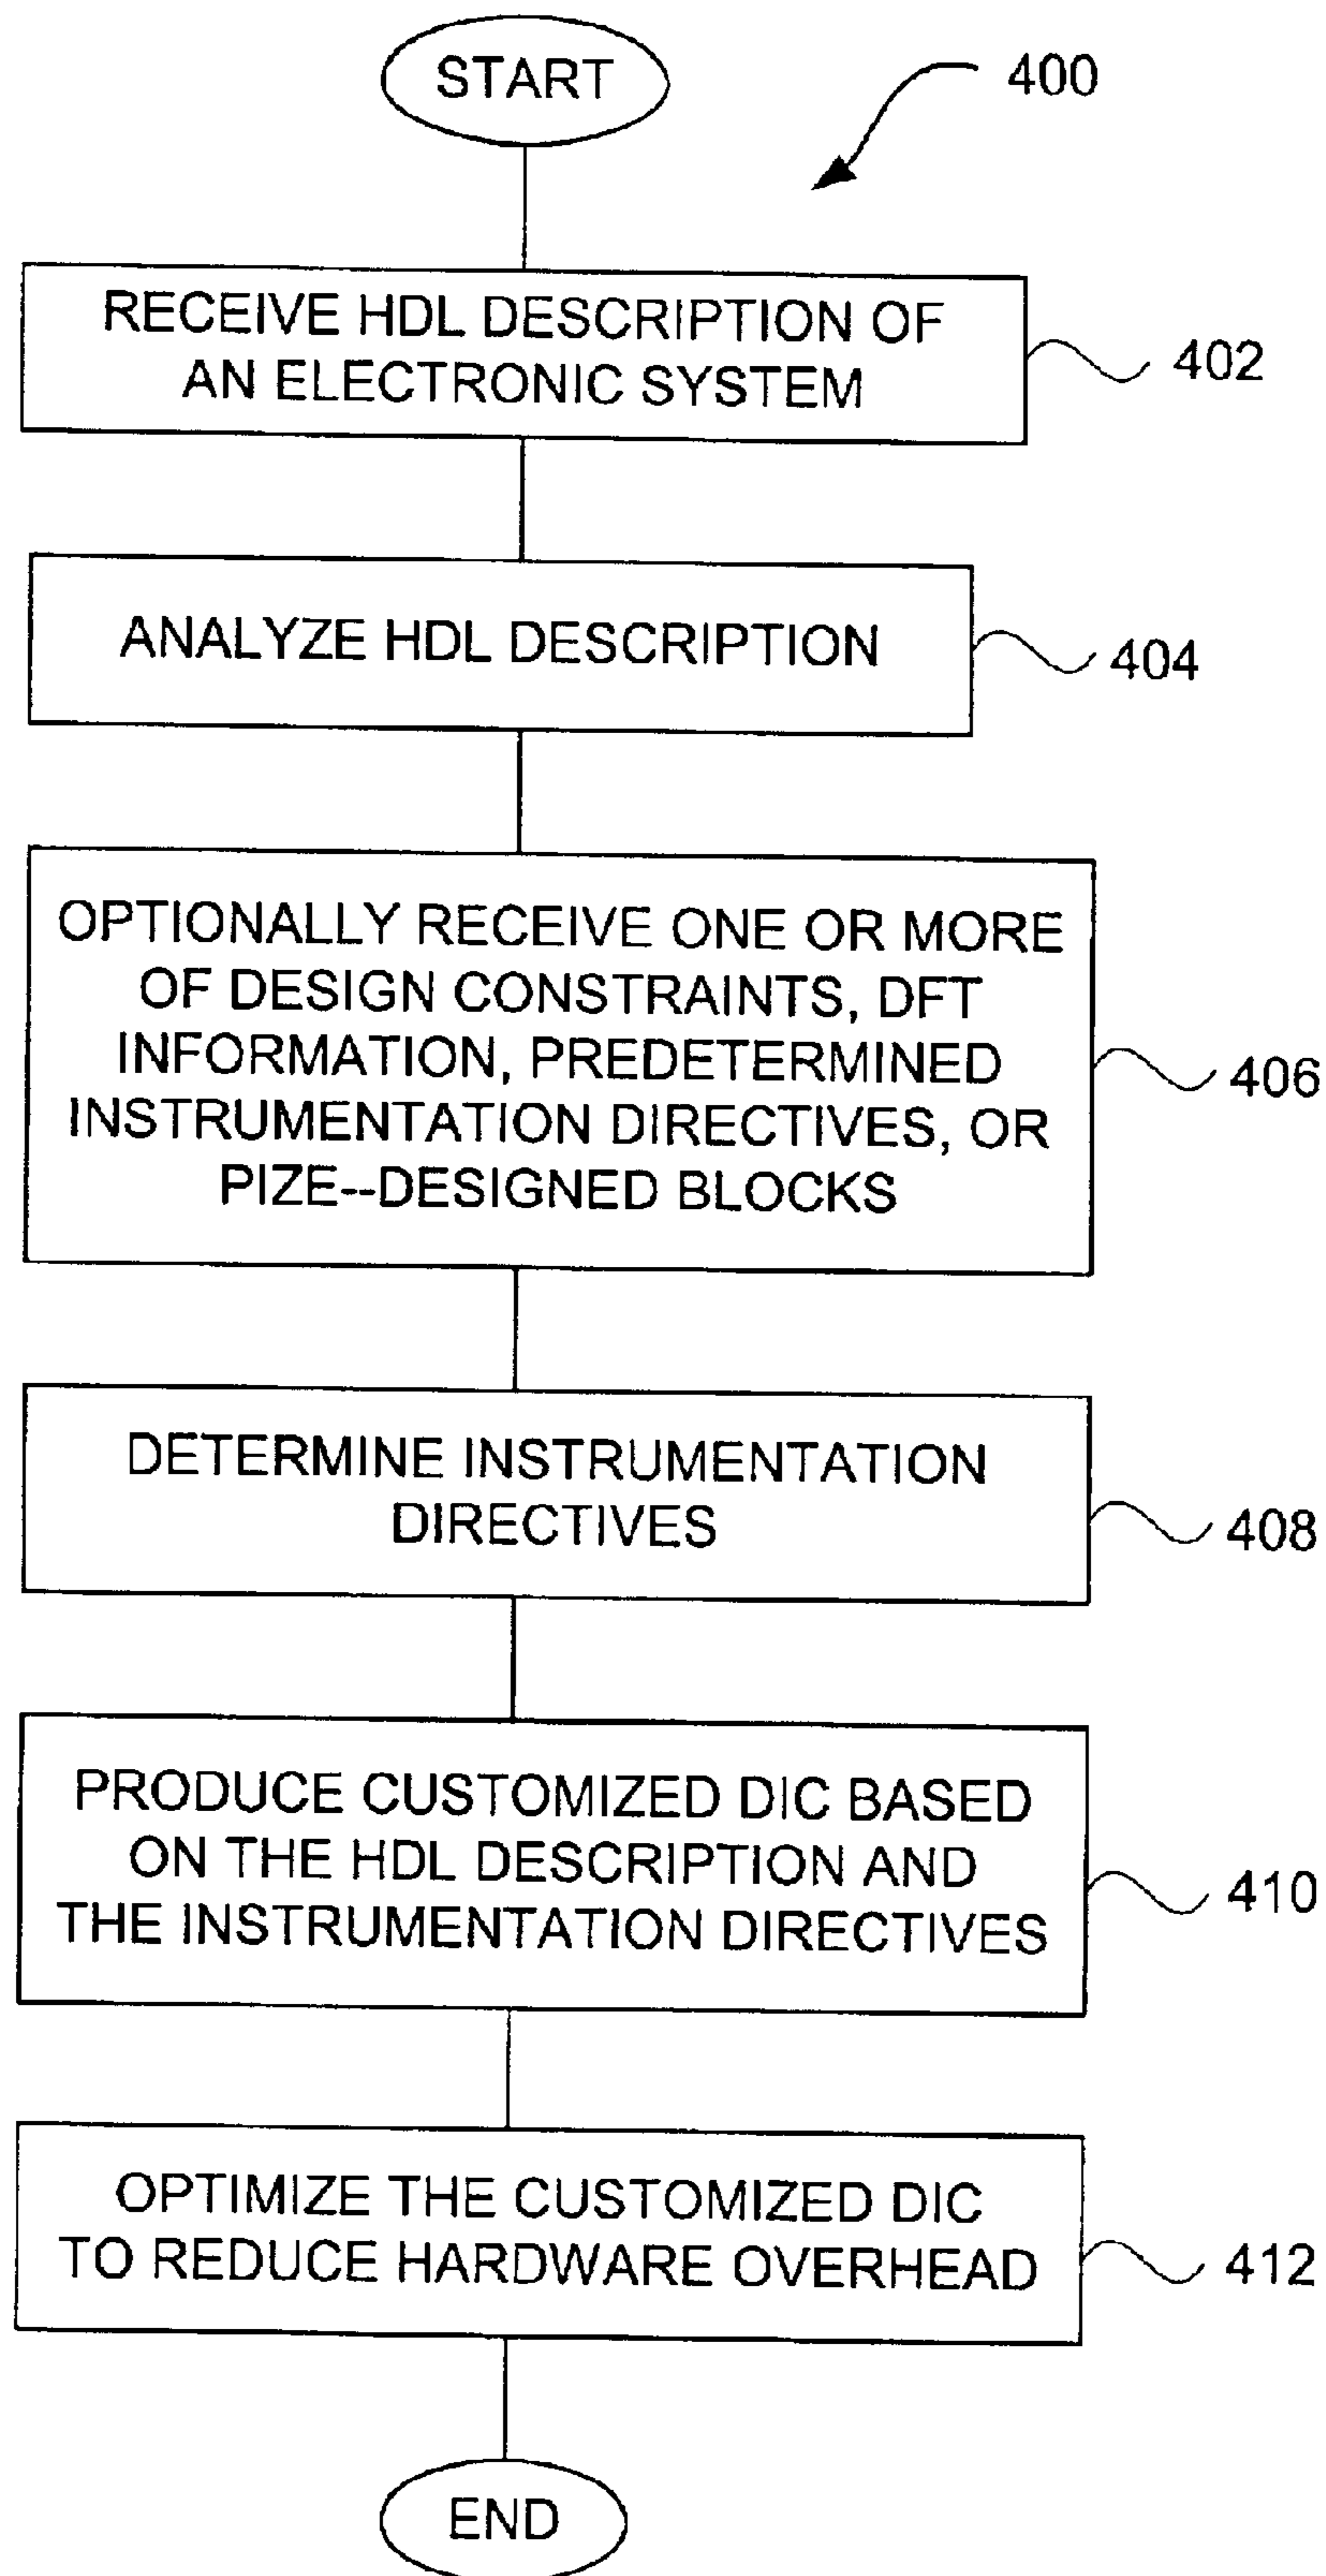 START
400
RECEIVE HDL DESCRIPTION OF
AN ELECTRONIC SYSTEM
402
ANALYZE HDL DESCRIPTION
404
OPTIONALLY RECEIVE ONE OR MORE
OF DESIGN CONSTRAINTS, DFT
INFORMATION, PREDETERMINED
INSTRUMENTATION DIRECTIVES, OR
PIZE--DESIGNED BLOCKS
406
DETERMINE INSTRUMENTATION
DIRECTIVES
408
PRODUCE CUSTOMIZED DIC BASED
ON THE HDL DESCRIPTION AND
THE INSTRUMENTATION DIRECTIVES
410
OPTIMIZE THE CUSTOMIZED DIC
TO REDUCE HARDWARE OVERHEAD
412
END